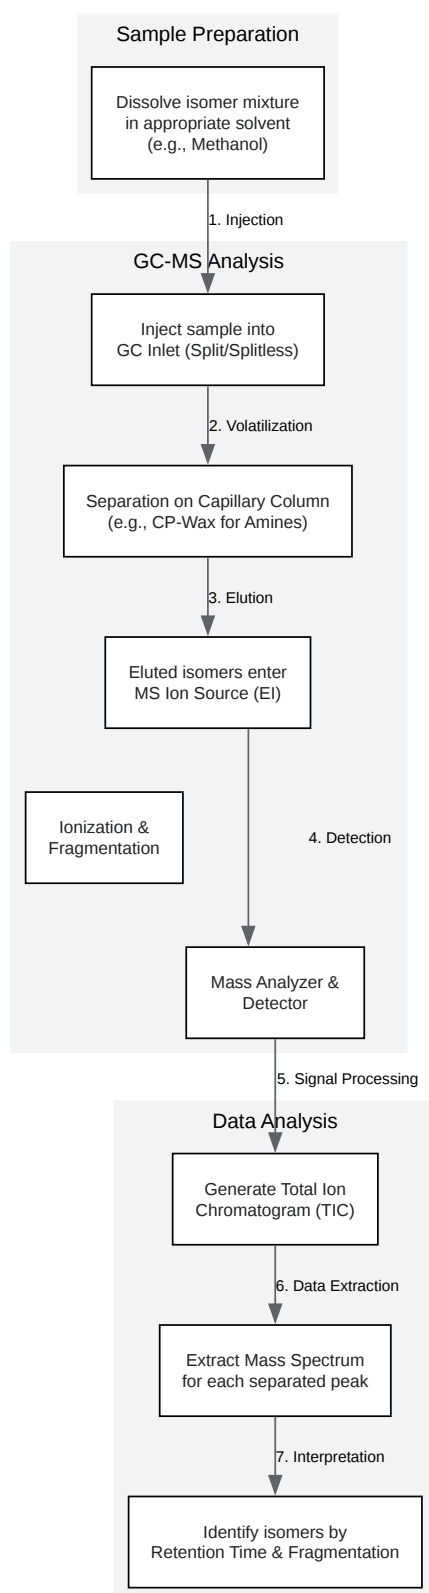 Sample Preparation
Dissolve isomer mixture
in appropriate solvent
(e.g., Methanol)
1. Injection
GC-MS Analysis
Inject sample into
GC Inlet (Split/Splitless)
2. Volatilization
Separation on Capillary Column
(e.g., CP-Wax for Amines)
3. Elution
Eluted isomers enter
MS Ion Source (EI)
Ionization &
Fragmentation
4. Detection
Mass Analyzer &
Detector
5. Signal Processing
Data Analysis
Generate Total Ion
Chromatogram (TIC)
6. Data Extraction
Extract Mass Spectrum
for each separated peak
7. Interpretation
Identify isomers by
Retention Time & Fragmentation